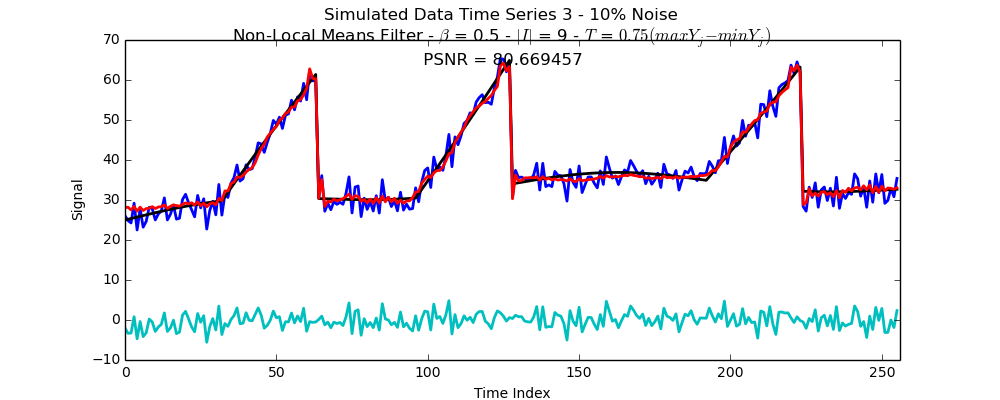 Simulated Data Time Series 3 - 10% Noise
Non-Local Means Filter - β = 0.5 - |I| = 9 - T = 0.75(maxY_j−minY_j)
PSNR = 80.669457
70
60
50
40
30
20
10
0
−10
Signal
0 50 100 150 200 250
Time Index